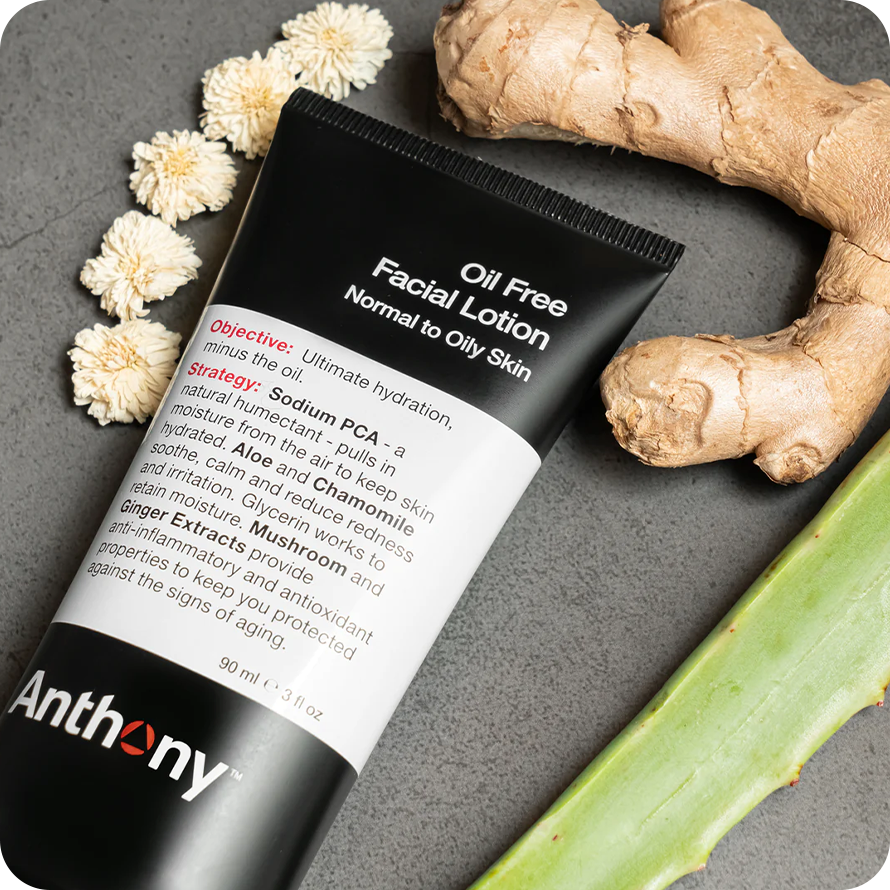 Oil Free
Facial Lotion
Normal to Oily Skin
Objective: Ultimate hydration,
minus the oil.
Strategy: Sodium PCA - a
natural humectant - pulls in
moisture from the air to keep skin
hydrated. Aloe and Chamomile
soothe, calm and reduce redness
and irritation. Glycerin works to
retain moisture. Mushroom and
Ginger Extracts provide
anti-inflammatory and antioxidant
properties to keep you protected
against the signs of aging.
90 ml ℮ 3 fl oz
Anthony™